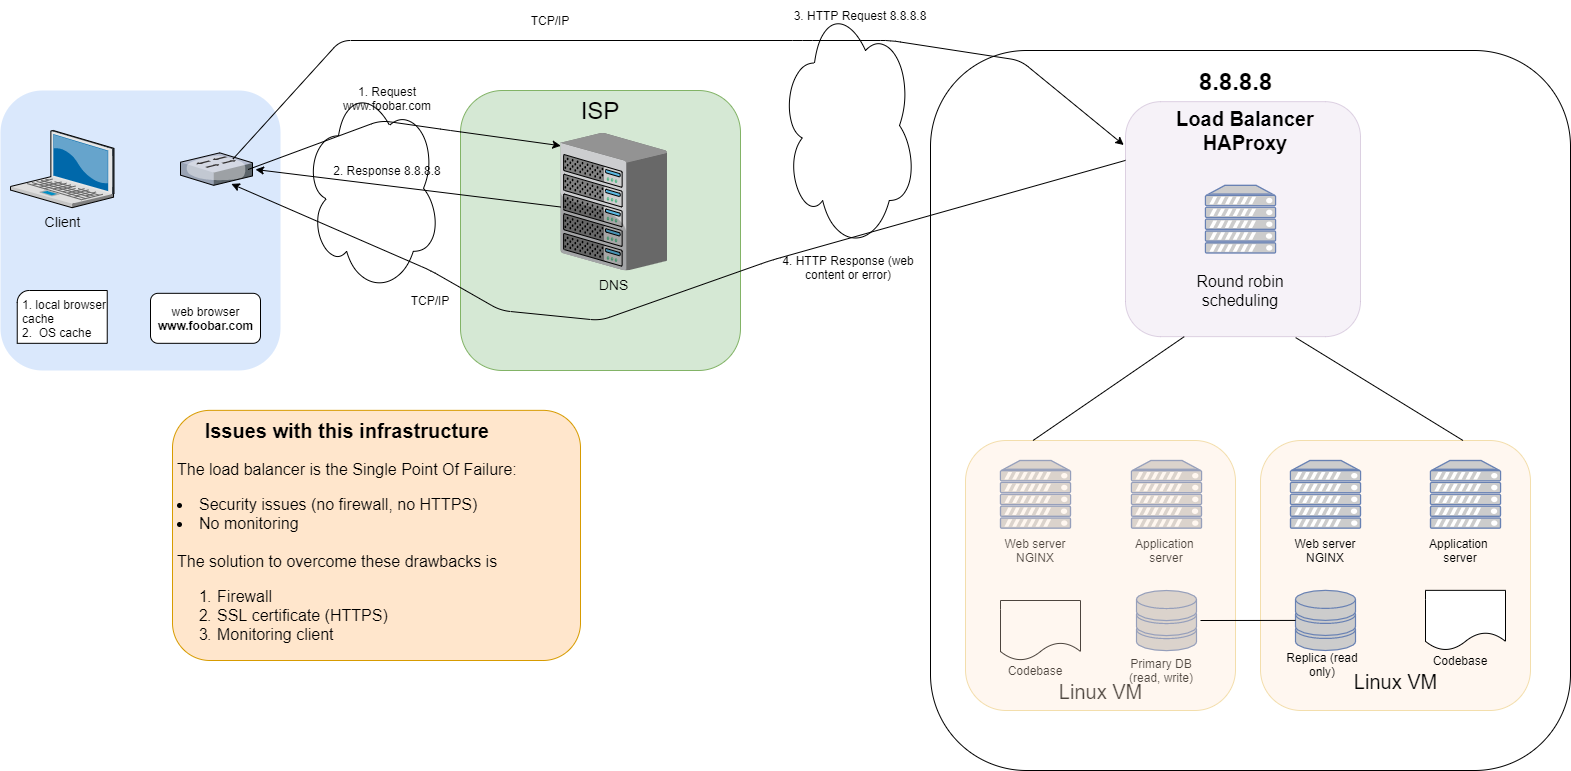 TCP/IP
3. HTTP Request 8.8.8.8
8.8.8.8
Load Balancer
HAProxy
Round robin
scheduling
1. Request
www.foobar.com
2. Response 8.8.8.8
ISP
DNS
Client
1. local browser
cache
2.  OS cache
web browser
www.foobar.com
TCP/IP
4. HTTP Response (web
content or error)
Issues with this infrastructure
The load balancer is the Single Point Of Failure:
• Security issues (no firewall, no HTTPS)
• No monitoring
The solution to overcome these drawbacks is
1. Firewall
2. SSL certificate (HTTPS)
3. Monitoring client
Web server
NGINX
Application
server
Codebase
Primary DB
(read, write)
Linux VM
Web server
NGINX
Application
server
Replica (read
only)
Codebase
Linux VM